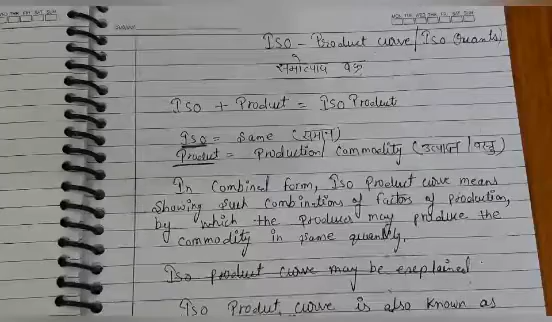 Iso - Product curve/Iso Quants)
समोत्पाद वक्र
Iso + Product = Iso Product
Iso = Same (समान)
Product = Production/ Commodity (उत्पादन / वस्तु)
In Combined form, Iso Product curve means
showing such combinations of factors of production,
by which the producer may produce the
commodity in same quantity.
Iso product curve may be explained
Iso Product curve is also known as